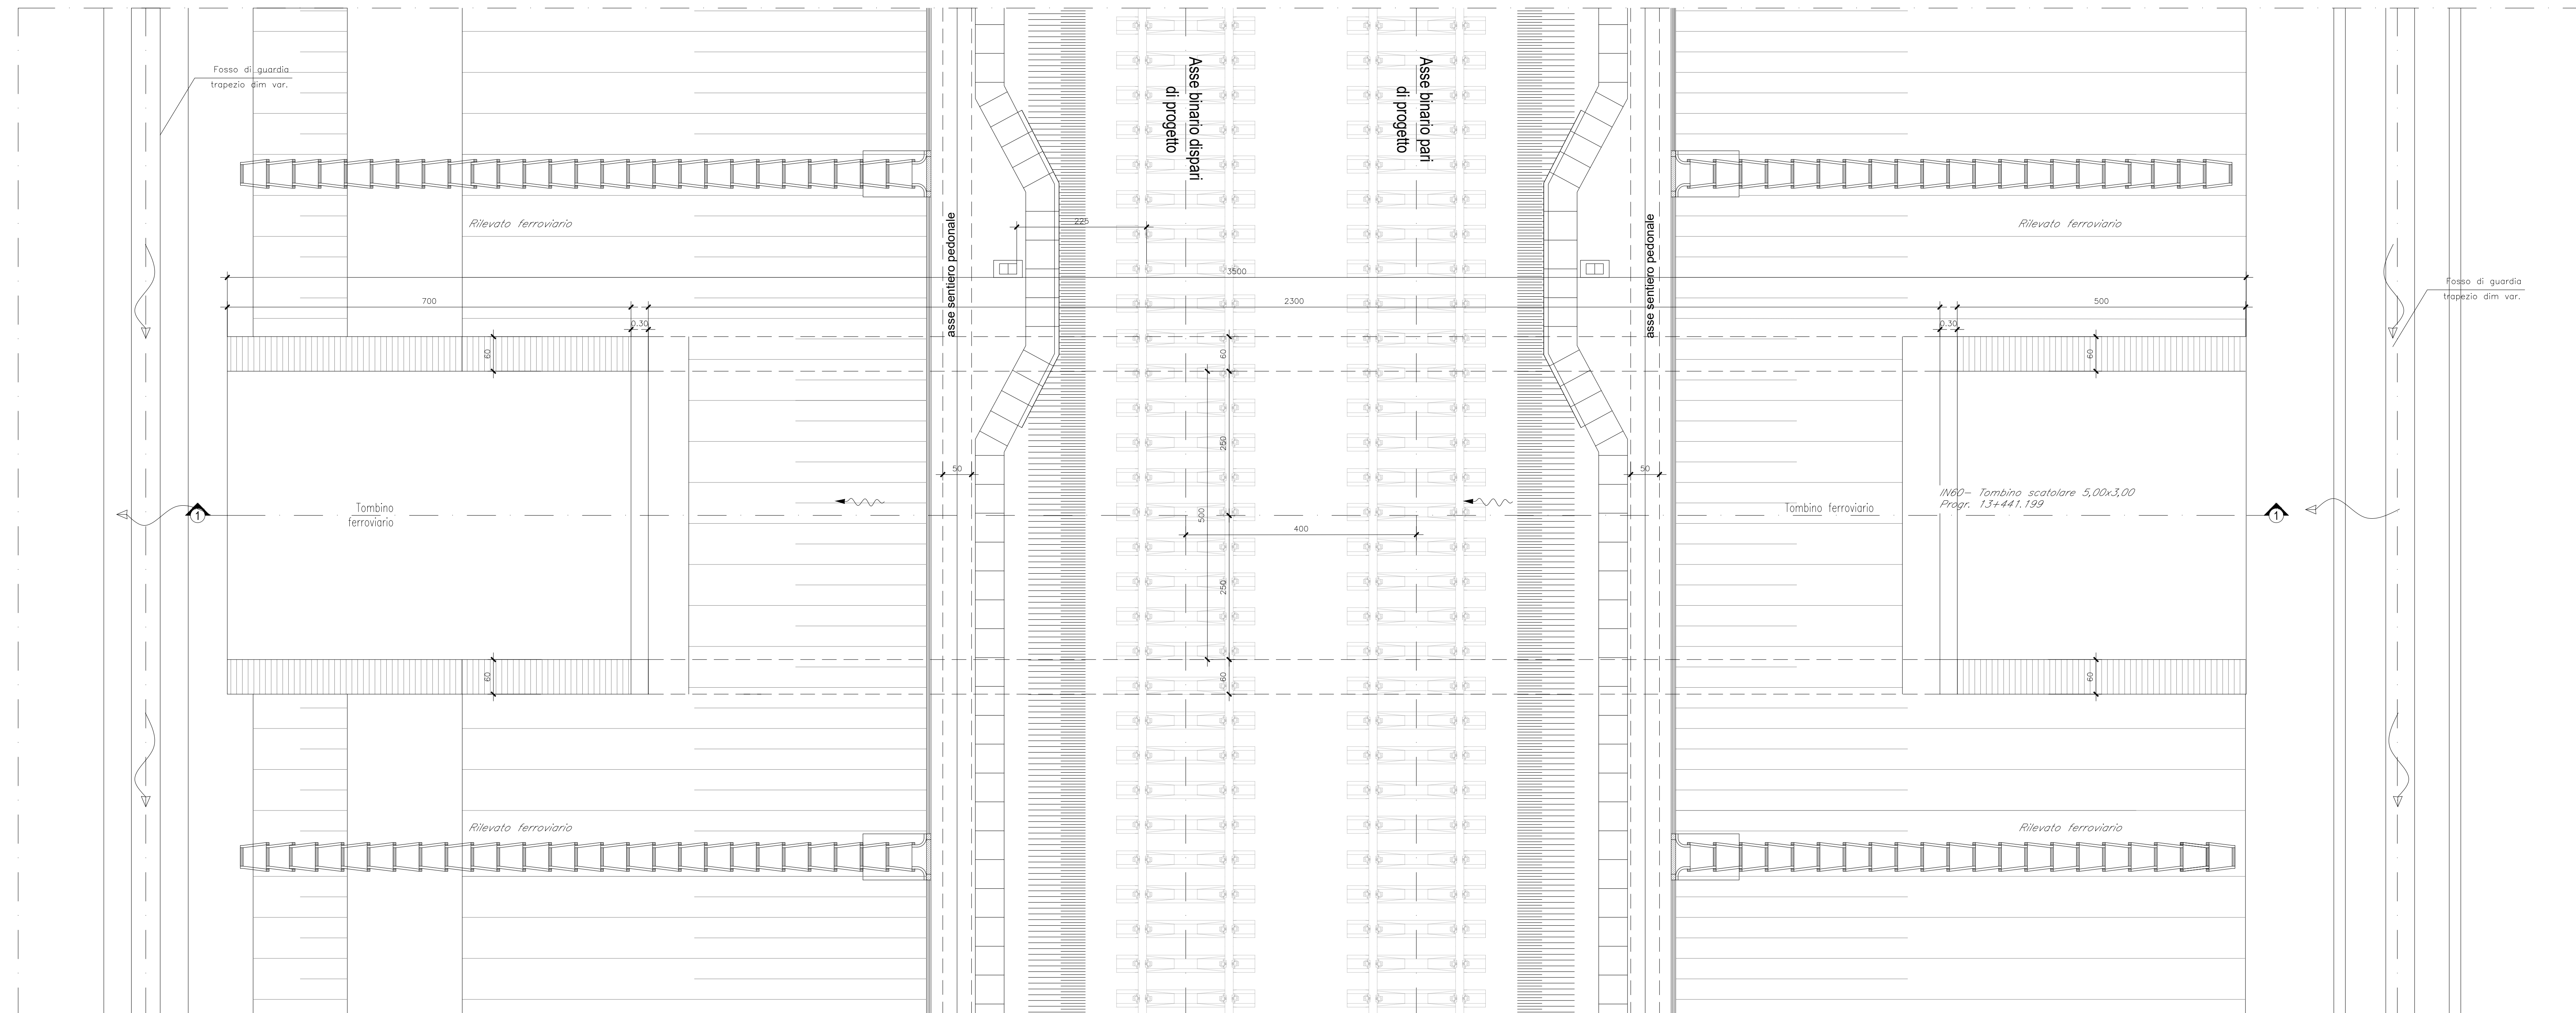 Fosso di guardia
trapezio dim var.
Asse binario dispari
di progetto
Asse binario pari
di progetto
Rilevato ferroviario
asse sentiero pedonale
225
asse sentiero pedonale
Rilevato ferroviario
3500
700
2300
500
0.30
0.30
Fosso di guardia
trapezio dim var.
60
60
60
250
50
50
500
Tombino
ferroviario
1
400
Tombino ferroviario
IN60- Tombino scatolare 5,00x3,00
Progr. 13+441.199
1
250
60
60
60
Rilevato ferroviario
Rilevato ferroviario